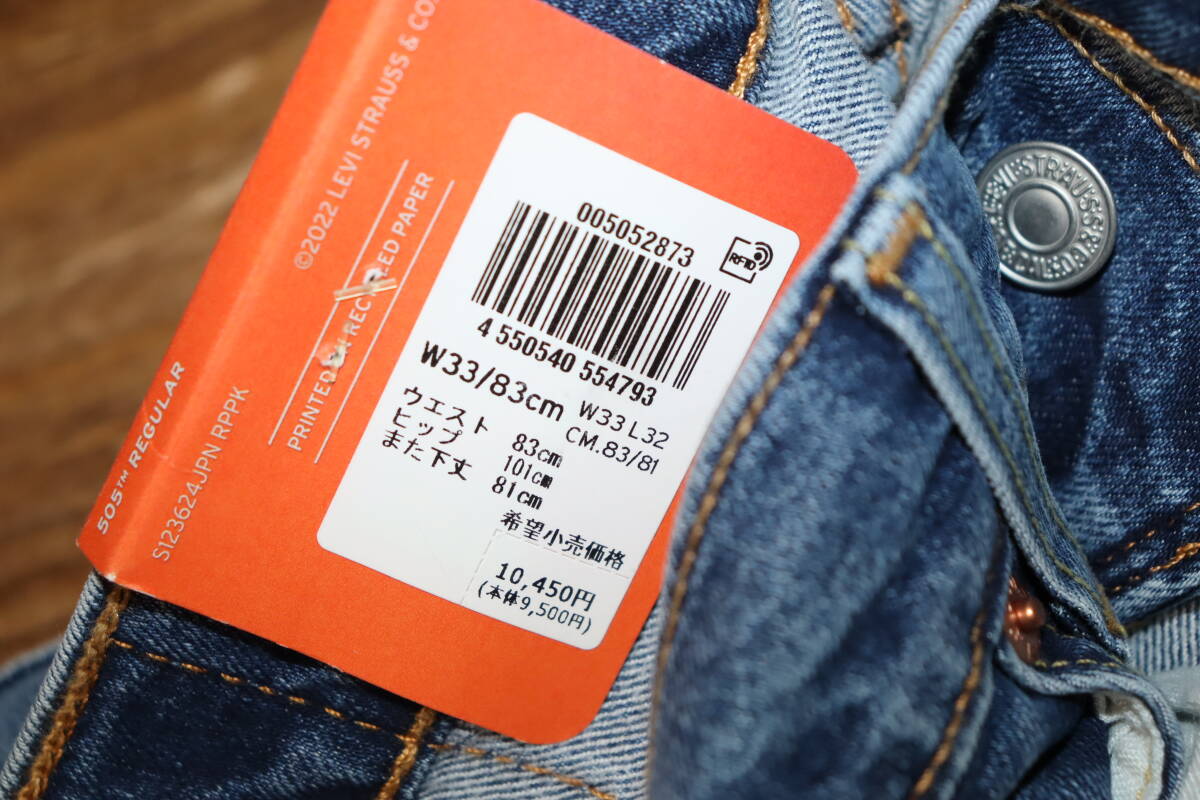 ©2022 LEVI STRAUSS & CO.
PRINTED ON RECYCLED PAPER
505™ REGULAR
S123624JPN RPPK
005052873
RFID
4 550540 554793
W33/83cm
W33 L32
CM.83/81
ウエスト 83cm
ヒップ 101cm
また下丈 81cm
希望小売価格
10,450円
(本体9,500円)
LEVI STRAUSS